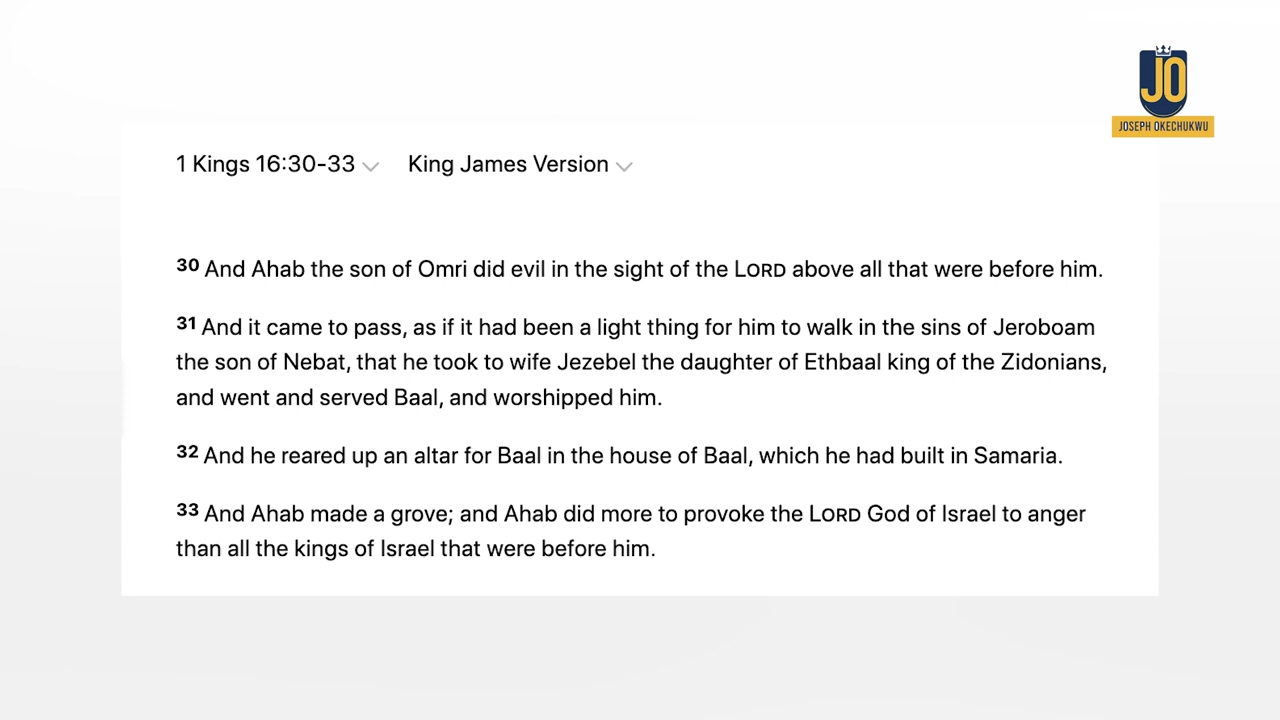 JO
JOSEPH OKECHUKWU
1 Kings 16:30-33 King James Version
30 And Ahab the son of Omri did evil in the sight of the LORD above all that were before him.
31 And it came to pass, as if it had been a light thing for him to walk in the sins of Jeroboam
the son of Nebat, that he took to wife Jezebel the daughter of Ethbaal king of the Zidonians,
and went and served Baal, and worshipped him.
32 And he reared up an altar for Baal in the house of Baal, which he had built in Samaria.
33 And Ahab made a grove; and Ahab did more to provoke the LORD God of Israel to anger
than all the kings of Israel that were before him.